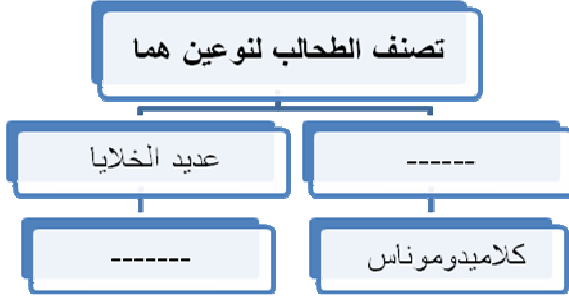 تصنف الطحالب لنوعين هما
------
عديد الخلايا
كلاميدوموناس
-------